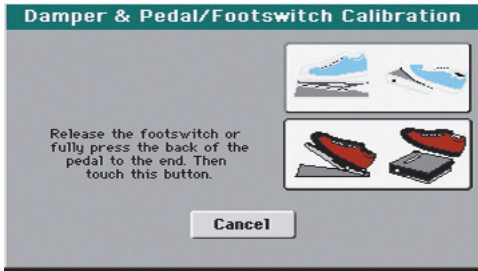 Damper & Pedal/Footswitch Calibration
Release the footswitch or
fully press the back of the
pedal to the end. Then
touch this button.
Cancel